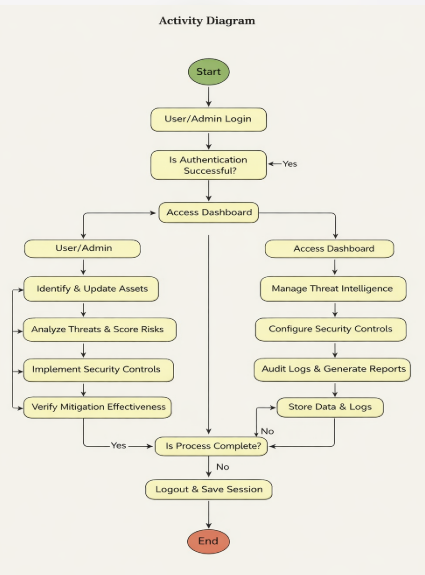 Activity Diagram
Start
User/Admin Login
Is Authentication
Successful?
Yes
Access Dashboard
User/Admin
Access Dashboard
Identify & Update Assets
Manage Threat Intelligence
Analyze Threats & Score Risks
Configure Security Controls
Implement Security Controls
Audit Logs & Generate Reports
Verify Mitigation Effectiveness
Store Data & Logs
No
Yes
Is Process Complete?
No
Logout & Save Session
End